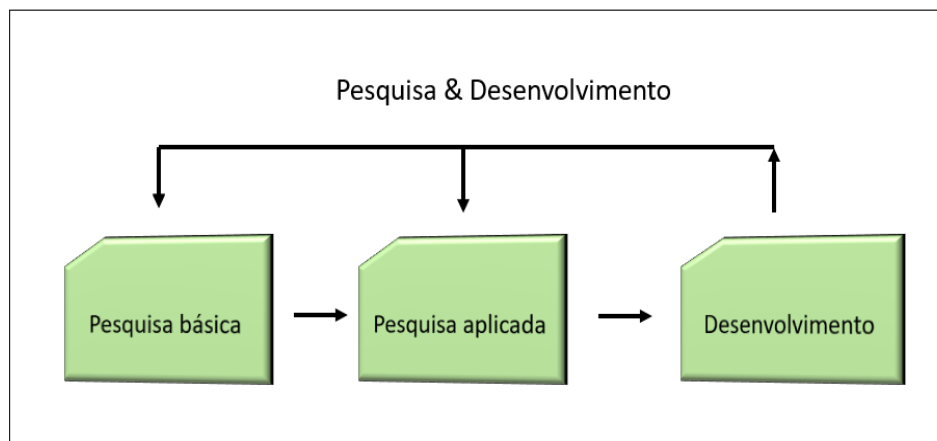 Pesquisa & Desenvolvimento
Pesquisa básica
Pesquisa aplicada
Desenvolvimento